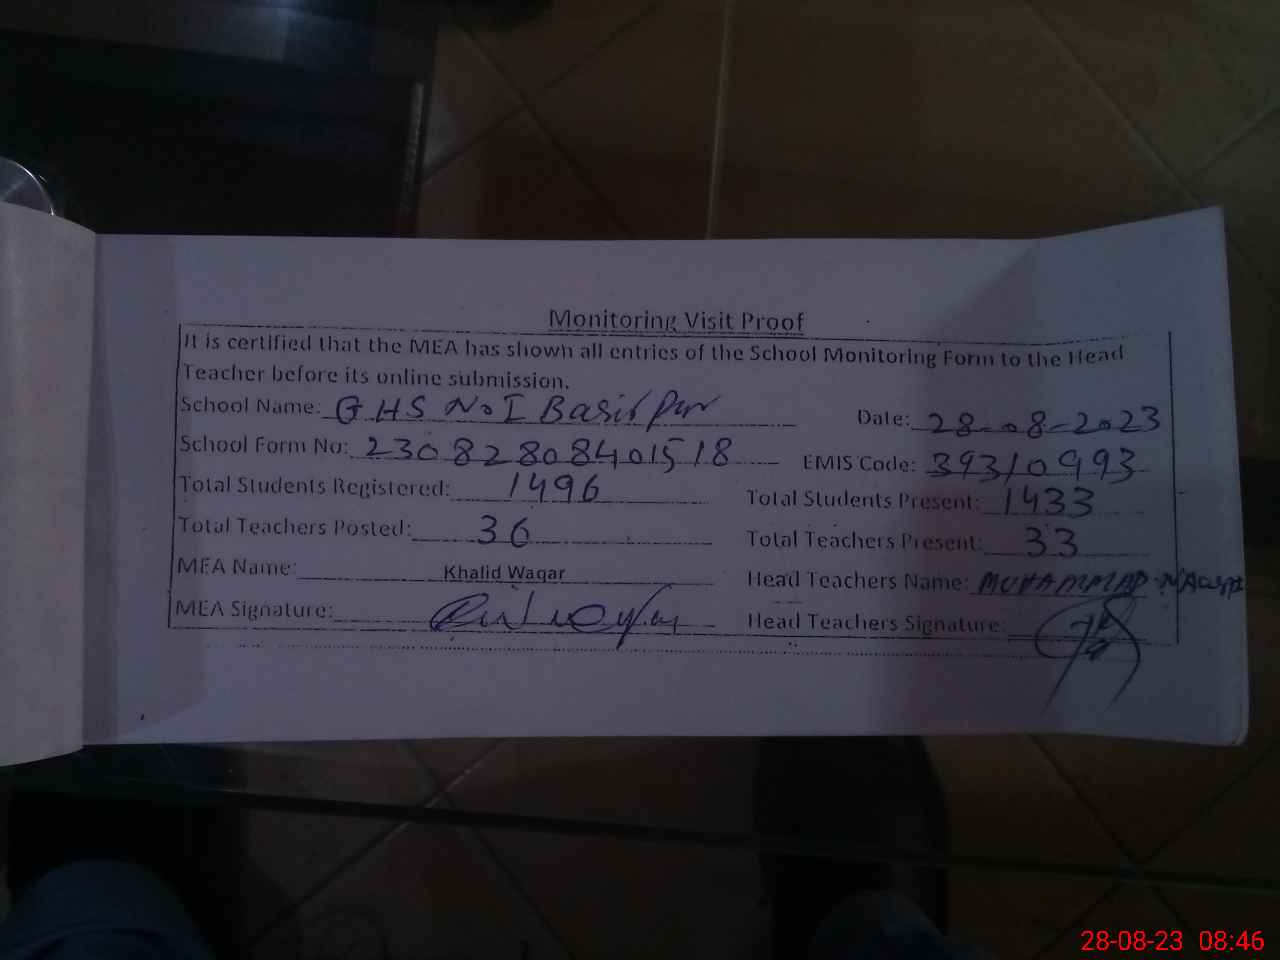 Monitoring Visit Proof
It is certified that the MEA has shown all entries of the School Monitoring Form to the Head
Teacher before its online submission.
School Name: GHS No I Basir Pur Date: 28-08-2023
School Form No: 23082808401518 EMIS Code: 39310993
Total Students Registered: 1496 Total Students Present: 1433
Total Teachers Posted: 36 Total Teachers Present: 33
MEA Name: Khalid Waqar Head Teachers Name: MUHAMMAD
MEA Signature: Head Teachers Signature:
28-08-23 08:46